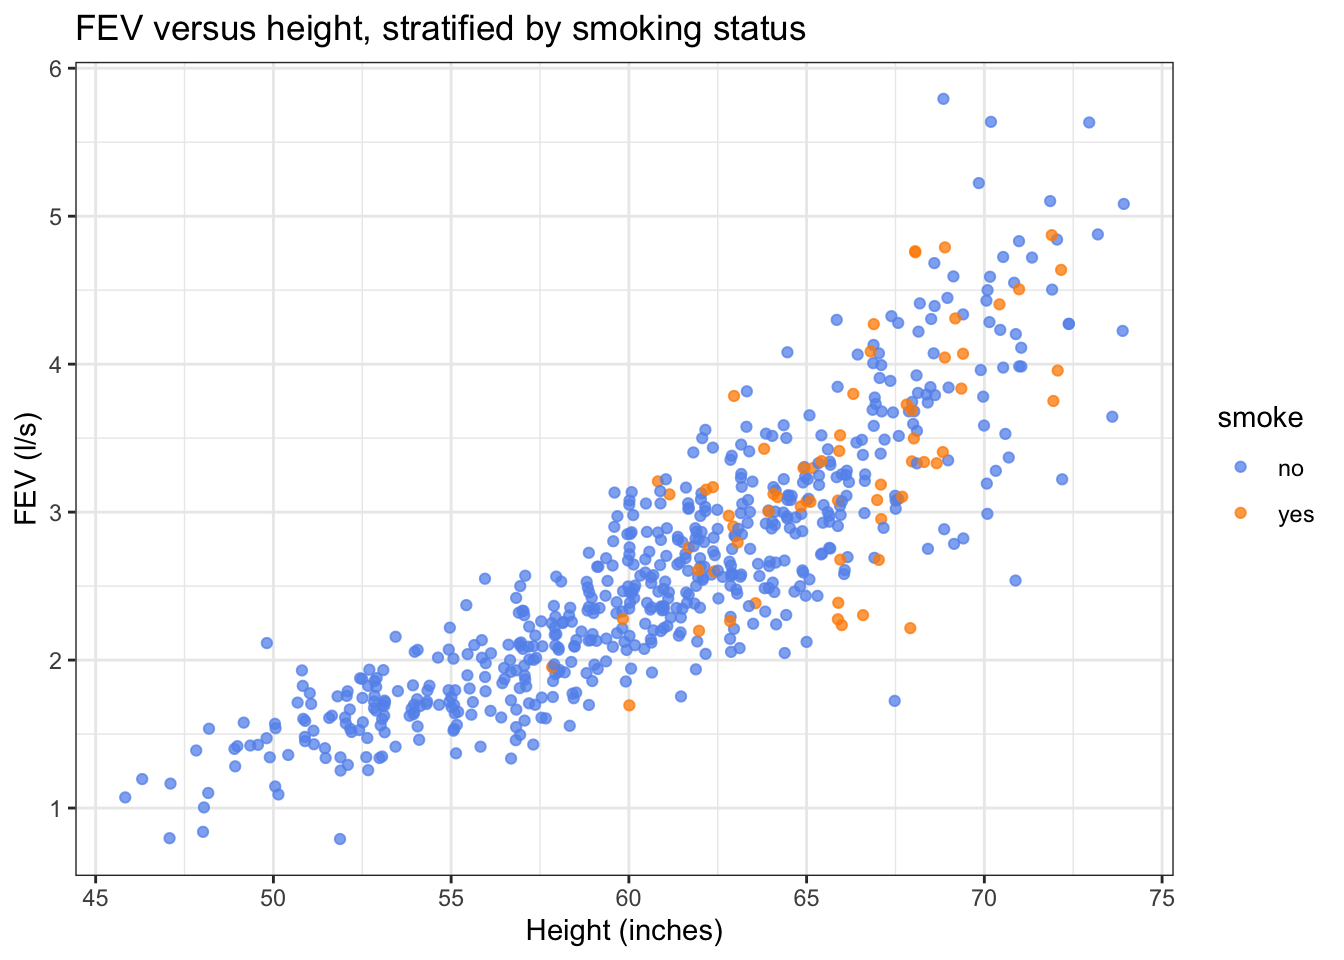 FEV versus height, stratified by smoking status
6
5
4
3
2
1
FEV (l/s)
45 50 55 60 65 70 75
Height (inches)
smoke
no
yes